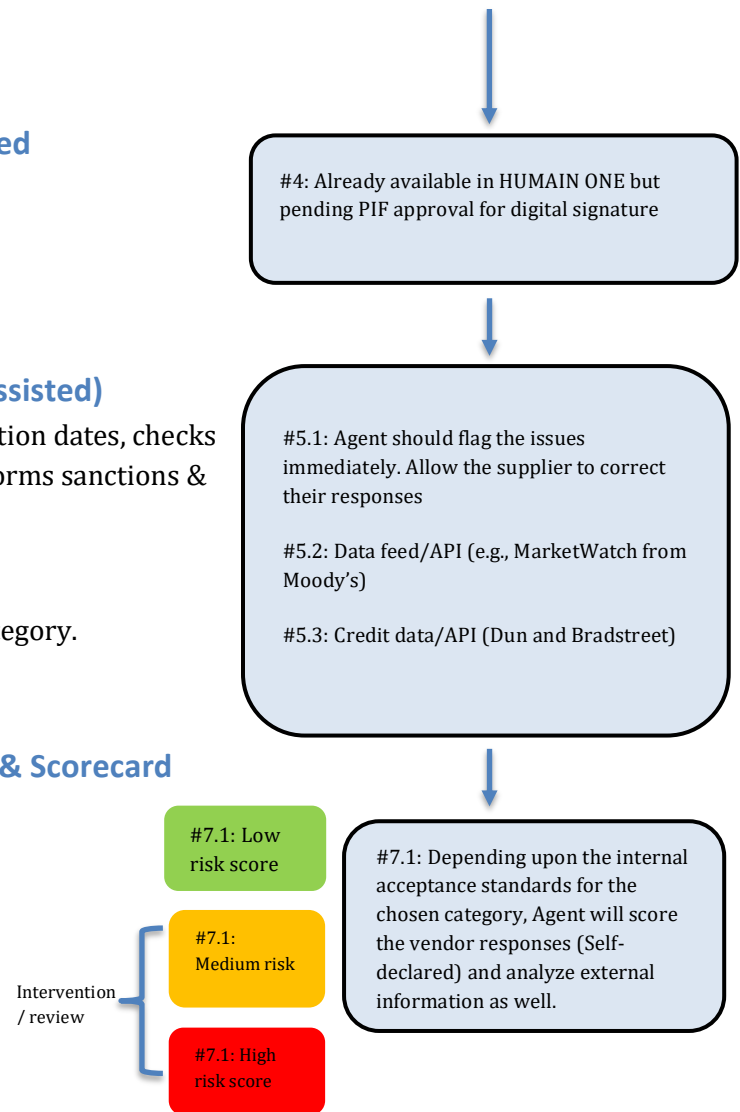 ed
#4: Already available in HUMAIN ONE but
pending PIF approval for digital signature
ssisted)
tion dates, checks
orms sanctions &
egory.
#5.1: Agent should flag the issues
immediately. Allow the supplier to correct
their responses
#5.2: Data feed/API (e.g., MarketWatch from
Moody’s)
#5.3: Credit data/API (Dun and Bradstreet)
& Scorecard
#7.1: Low
risk score
#7.1:
Medium risk
#7.1: High
risk score
Intervention
/ review
#7.1: Depending upon the internal
acceptance standards for the
chosen category, Agent will score
the vendor responses (Self-
declared) and analyze external
information as well.